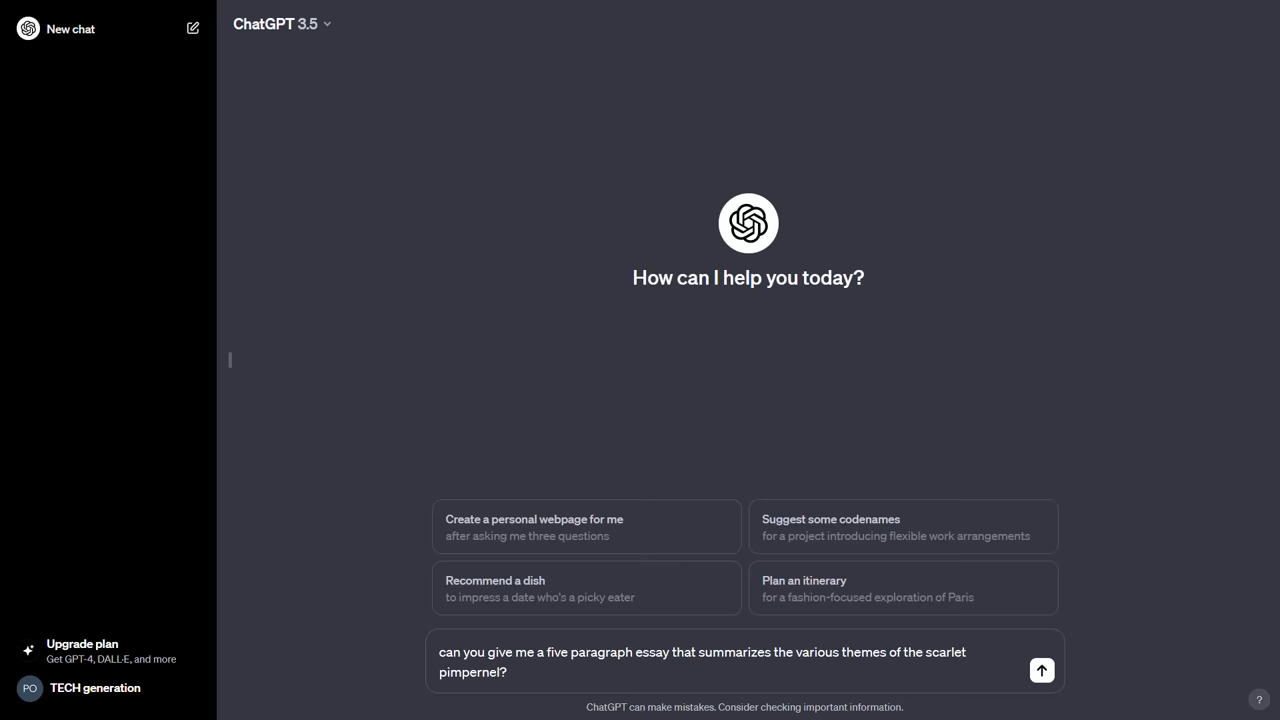 New chat
ChatGPT 3.5
How can I help you today?
Create a personal webpage for me
after asking me three questions
Suggest some codenames
for a project introducing flexible work arrangements
Recommend a dish
to impress a date who's a picky eater
Plan an itinerary
for a fashion-focused exploration of Paris
can you give me a five paragraph essay that summarizes the various themes of the scarlet
pimpernel?
Upgrade plan
Get GPT-4, DALL·E, and more
PO TECH generation
ChatGPT can make mistakes. Consider checking important information.
?